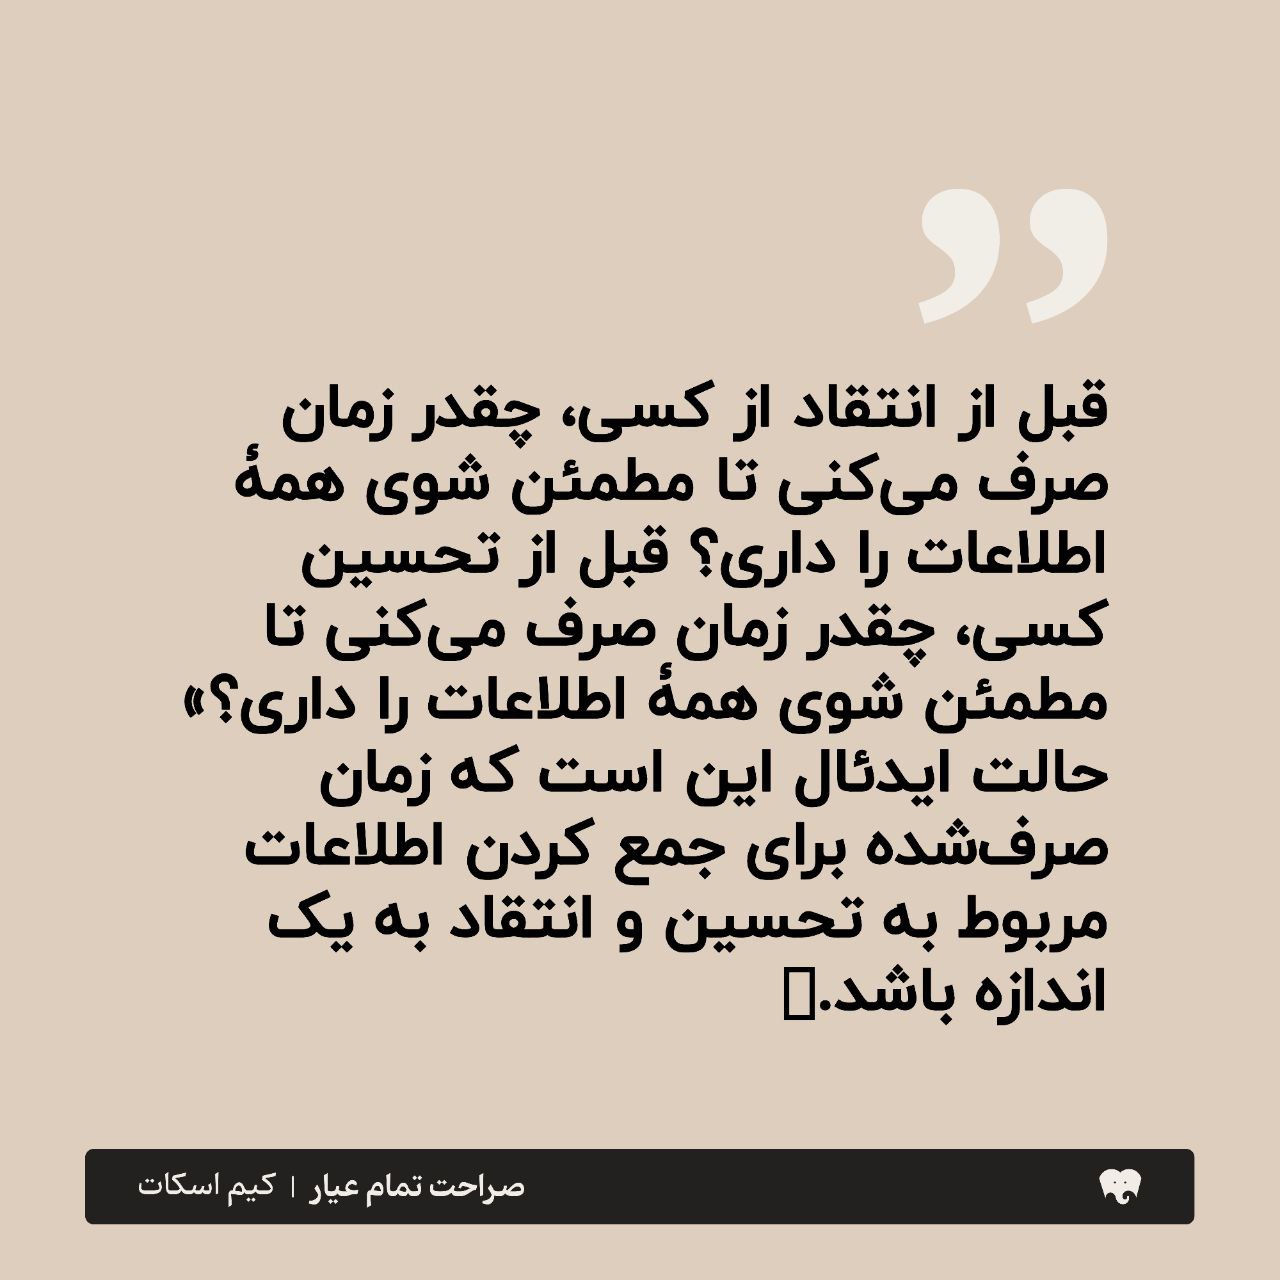 ”
قبل از انتقاد از کسی، چقدر زمان
صرف می‌کنی تا مطمئن شوی همهٔ
اطلاعات را داری؟ قبل از تحسین
کسی، چقدر زمان صرف می‌کنی تا
مطمئن شوی همهٔ اطلاعات را داری؟»
حالت ایدئال این است که زمان
صرف‌شده برای جمع کردن اطلاعات
مربوط به تحسین و انتقاد به یک
اندازه باشد.
صراحت تمام عیار | کیم اسکات